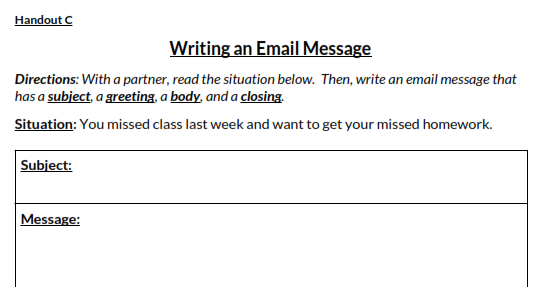 Handout C
Writing an Email Message
Directions: With a partner, read the situation below. Then, write an email message that
has a subject, a greeting, a body, and a closing.
Situation: You missed class last week and want to get your missed homework.
Subject:
Message: